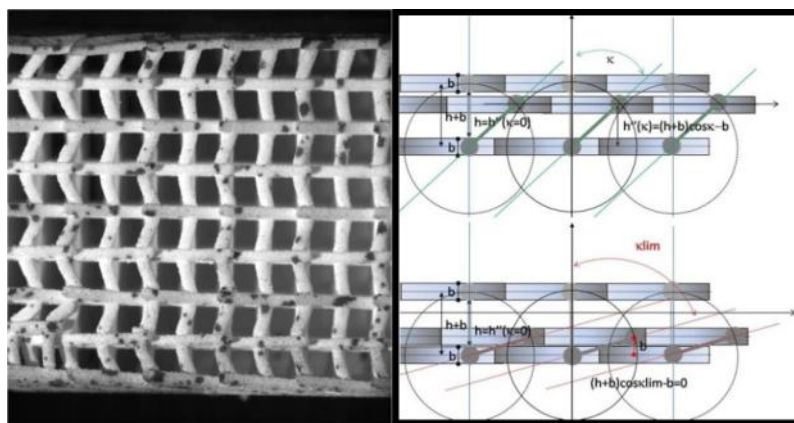 κ
b
h+b
h=b''(κ=0)
h''(κ)=(h+b)cosκ−b
b
κlim
b
h+b
h=h''(κ=0)
b
b
(h+b)cosκlim-b=0